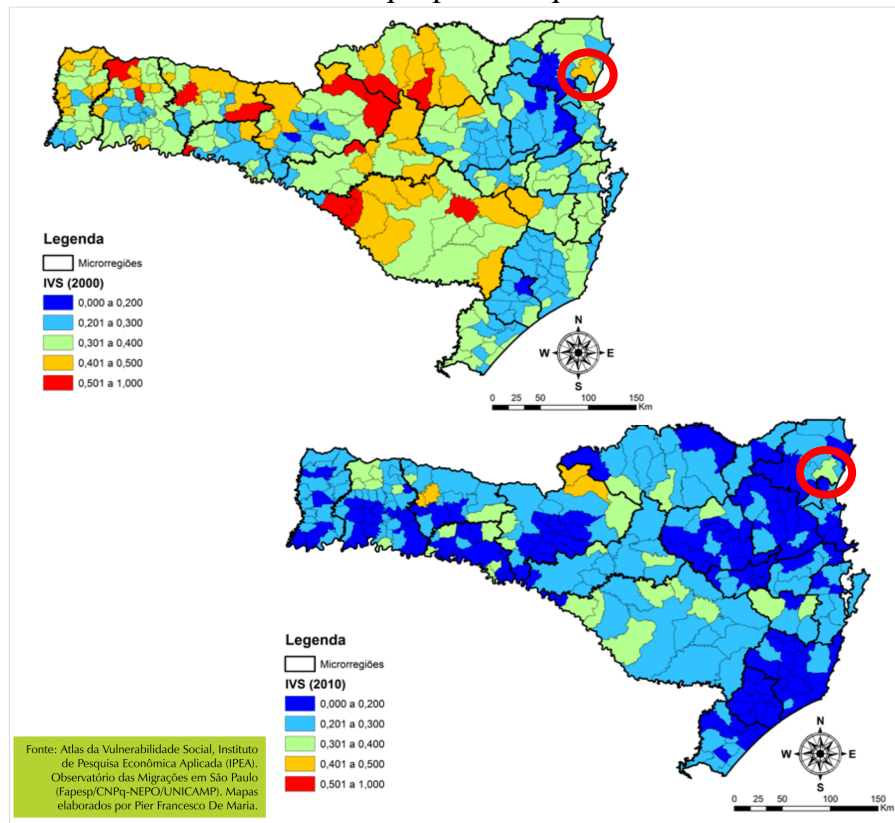 Legenda
Microrregiões
IVS (2000)
0,000 a 0,200
0,201 a 0,300
0,301 a 0,400
0,401 a 0,500
0,501 a 1,000
N
W E
S
0 25 50 100 150
Km
Legenda
Microrregiões
IVS (2010)
0,000 a 0,200
0,201 a 0,300
0,301 a 0,400
0,401 a 0,500
0,501 a 1,000
N
W E
S
0 25 50 100 150
Km
Fonte: Atlas da Vulnerabilidade Social, Instituto
de Pesquisa Econômica Aplicada (IPEA).
Observatório das Migrações em São Paulo
(Fapesp/CNPq-NEPO/UNICAMP). Mapas
elaborados por Pier Francesco De Maria.